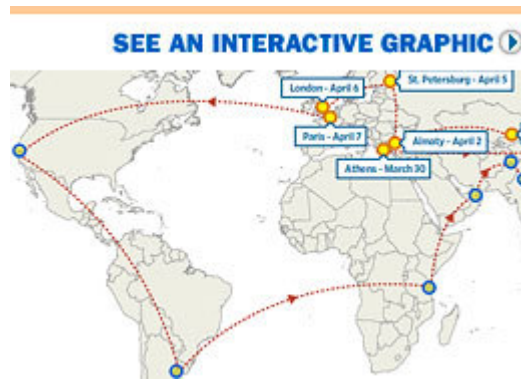 SEE AN INTERACTIVE GRAPHIC
St. Petersburg - April 5
London - April 6
Paris - April 7
Almaty - April 2
Athens - March 30